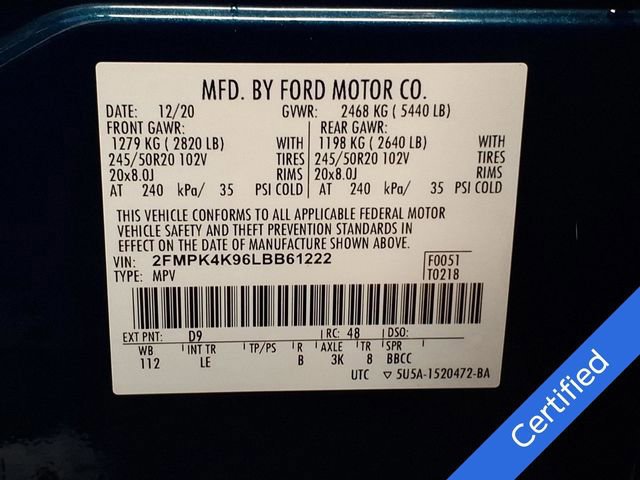 MFD. BY FORD MOTOR CO.
DATE: 12/20 GVWR: 2468 KG ( 5440 LB)
FRONT GAWR: REAR GAWR:
1279 KG ( 2820 LB) WITH 1198 KG ( 2640 LB) WITH
245/50R20 102V TIRES 245/50R20 102V TIRES
20x8.0J RIMS 20x8.0J RIMS
AT 240 kPa/ 35 PSI COLD AT 240 kPa/ 35 PSI COLD
THIS VEHICLE CONFORMS TO ALL APPLICABLE FEDERAL MOTOR
VEHICLE SAFETY AND THEFT PREVENTION STANDARDS IN
EFFECT ON THE DATE OF MANUFACTURE SHOWN ABOVE.
VIN: 2FMPK4K96LBB61222 F0051
TYPE: MPV T0218
EXT PNT: D9 RC: 48 DSO:
WB INT TR TP/PS R AXLE TR SPR
112 LE B 3K 8 BBCC
UTC ▽ 5U5A-1520472-BA
Certified